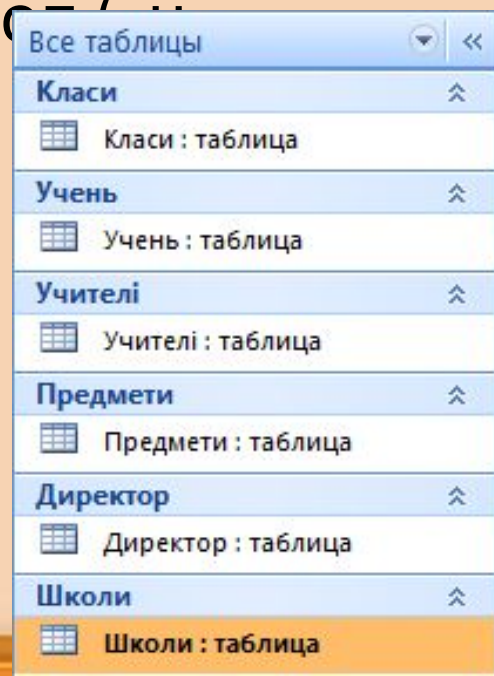 Все таблицы
Класи
Класи : таблица
Учень
Учень : таблица
Учителі
Учителі : таблица
Предмети
Предмети : таблица
Директор
Директор : таблица
Школи
Школи : таблица